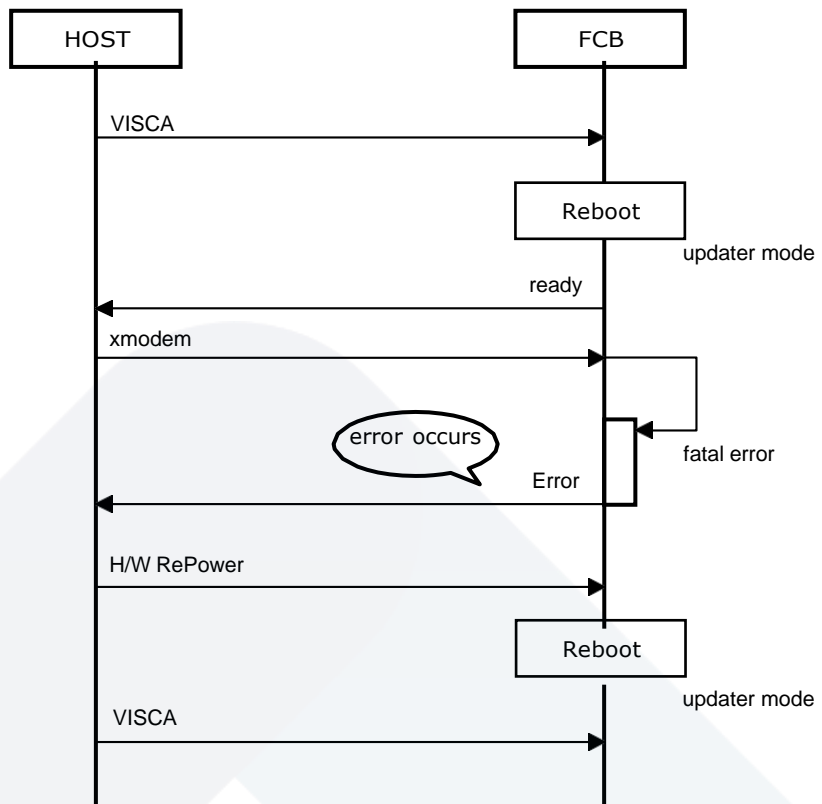 HOST
FCB
VISCA
Reboot
updater mode
ready
xmodem
error occurs
fatal error
Error
H/W RePower
Reboot
updater mode
VISCA